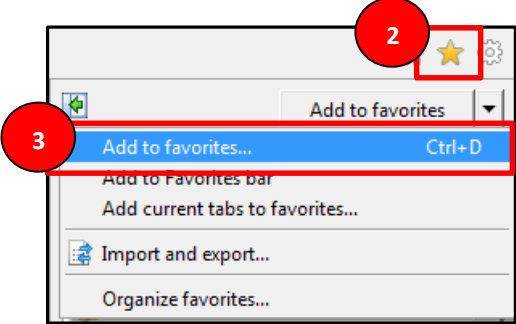 2
Add to favorites
3
Add to favorites... Ctrl+D
Add to Favorites bar
Add current tabs to favorites...
Import and export...
Organize favorites...